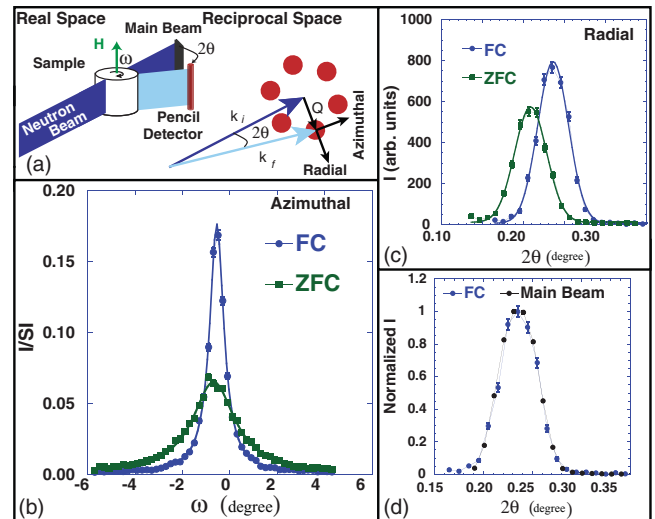 Real Space
Reciprocal Space
Main Beam
H
ω
2θ
Sample
Neutron
Beam
Pencil
Detector
k i
2θ
k f
Q
Azimuthal
Radial
(a)
0.20
0.15
0.10
0.05
0.00
I/SI
Azimuthal
FC
ZFC
-6 -4 -2 0 2 4 6
ω (degree)
(b)
1000
800
600
400
200
0
I (arb. units)
FC
ZFC
Radial
0.10 0.20 0.30
2θ (degree)
(c)
1.2
1
0.8
0.6
0.4
0.2
0
Normalized I
FC Main Beam
0.15 0.20 0.25 0.30 0.35
2θ (degree)
(d)